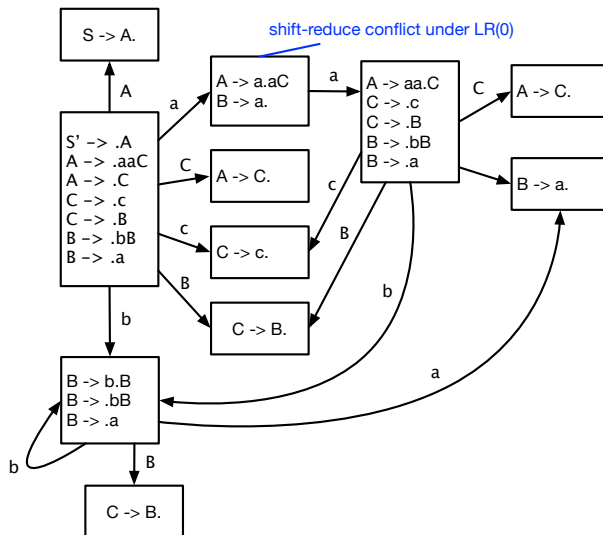 shift-reduce conflict under LR(0)
S -> A.
A -> a.aC
B -> a.
a
A -> aa.C
C -> .c
C -> .B
B -> .bB
B -> .a
C
A -> C.
A
a
S' -> .A
A -> .aaC
A -> .C
C -> .c
C -> .B
B -> .bB
B -> .a
C
A -> C.
c
B -> a.
c
C -> c.
B
B
C -> B.
b
b
B -> b.B
B -> .bB
B -> .a
a
b
B
C -> B.